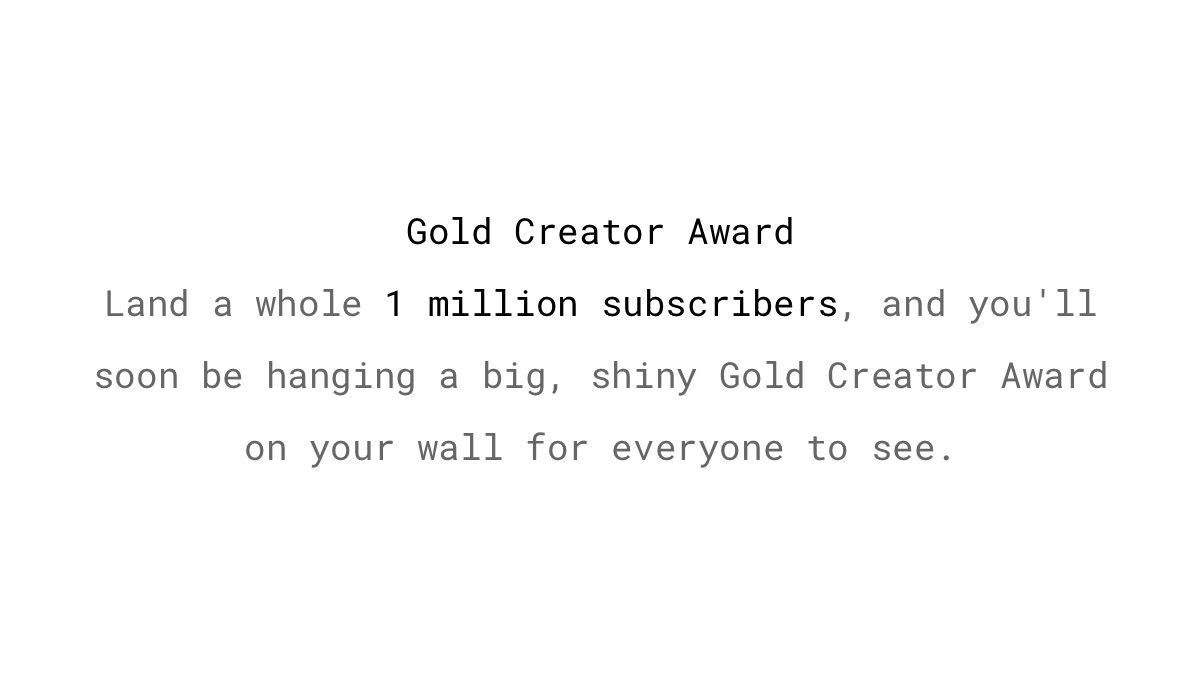 Gold Creator Award
Land a whole 1 million subscribers, and you'll
soon be hanging a big, shiny Gold Creator Award
on your wall for everyone to see.